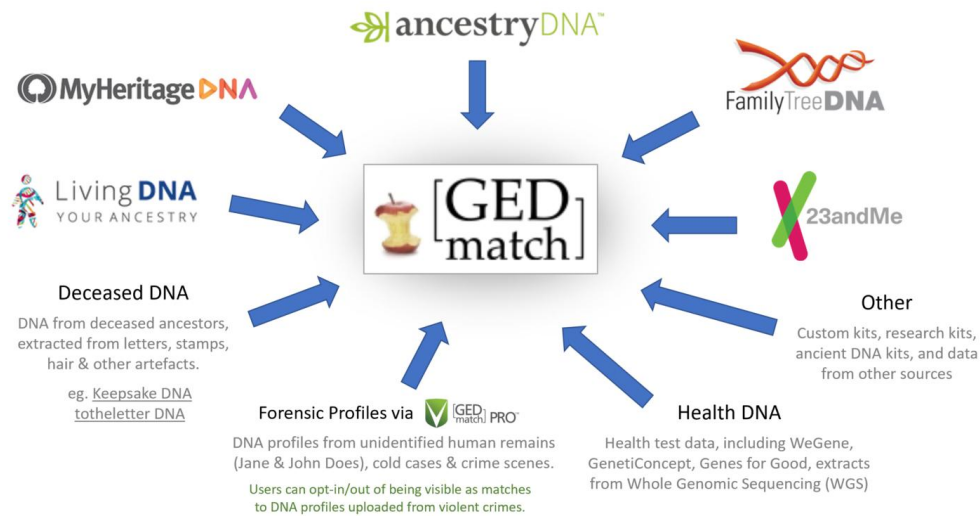 ancestryDNA™
MyHeritage DNA
FamilyTreeDNA
Living DNA
YOUR ANCESTRY
[GED
match]
23andMe
Deceased DNA
DNA from deceased ancestors,
extracted from letters, stamps,
hair & other artefacts.
eg. Keepsake DNA
totheletter DNA
Other
Custom kits, research kits,
ancient DNA kits, and data
from other sources
Forensic Profiles via [GED match] PRO™
DNA profiles from unidentified human remains
(Jane & John Does), cold cases & crime scenes.
Users can opt-in/out of being visible as matches
to DNA profiles uploaded from violent crimes.
Health DNA
Health test data, including WeGene,
GenetiConcept, Genes for Good, extracts
from Whole Genomic Sequencing (WGS)